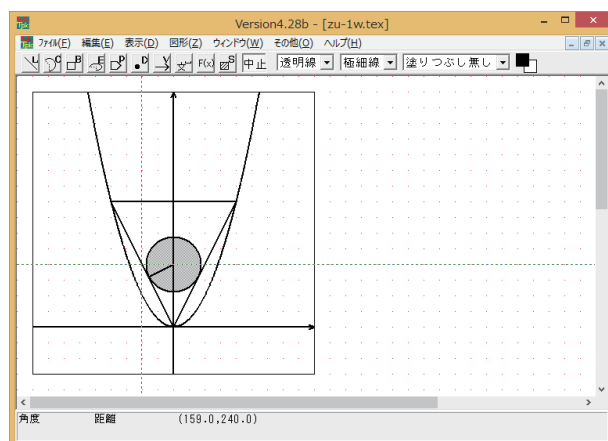 Version4.28b - [zu-1w.tex]
ファイル(F) 編集(E) 表示(D) 図形(Z) ウィンドウ(W) その他(O) ヘルプ(H)
L C B E P D V F(x) S 中止 透明線 極細線 塗りつぶし無し
角度 距離 (159.0,240.0)